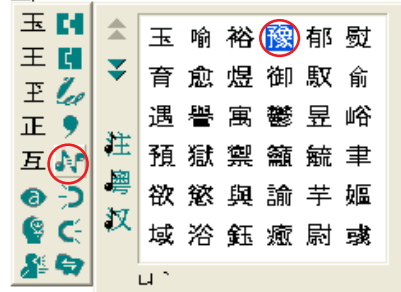 玉
王
正
互
a
注
粵
汉
玉 喻 裕 豫 郁 熨
育 愈 煜 御 馭 俞
遇 譽 寓 鬱 昱 峪
預 獄 禦 籲 毓 聿
欲 慾 與 諭 芋 嫗
域 浴 鈺 癒 尉 彧
ㄩˋ